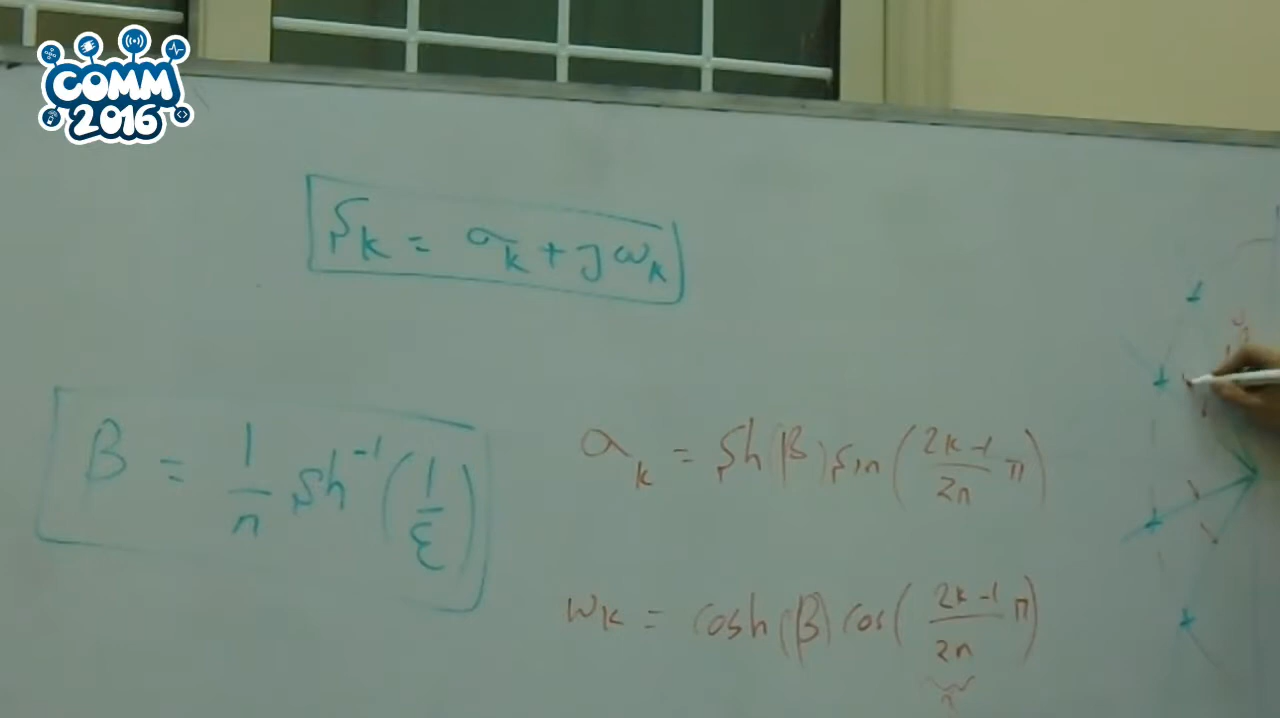 COMM
2016
S_k = σ_k + jω_k
β = 1/n sh⁻¹(1/ε)
σ_k = sh(β) sin((2k-1)/2n π)
ω_k = cosh(β) cos((2k-1)/2n π)